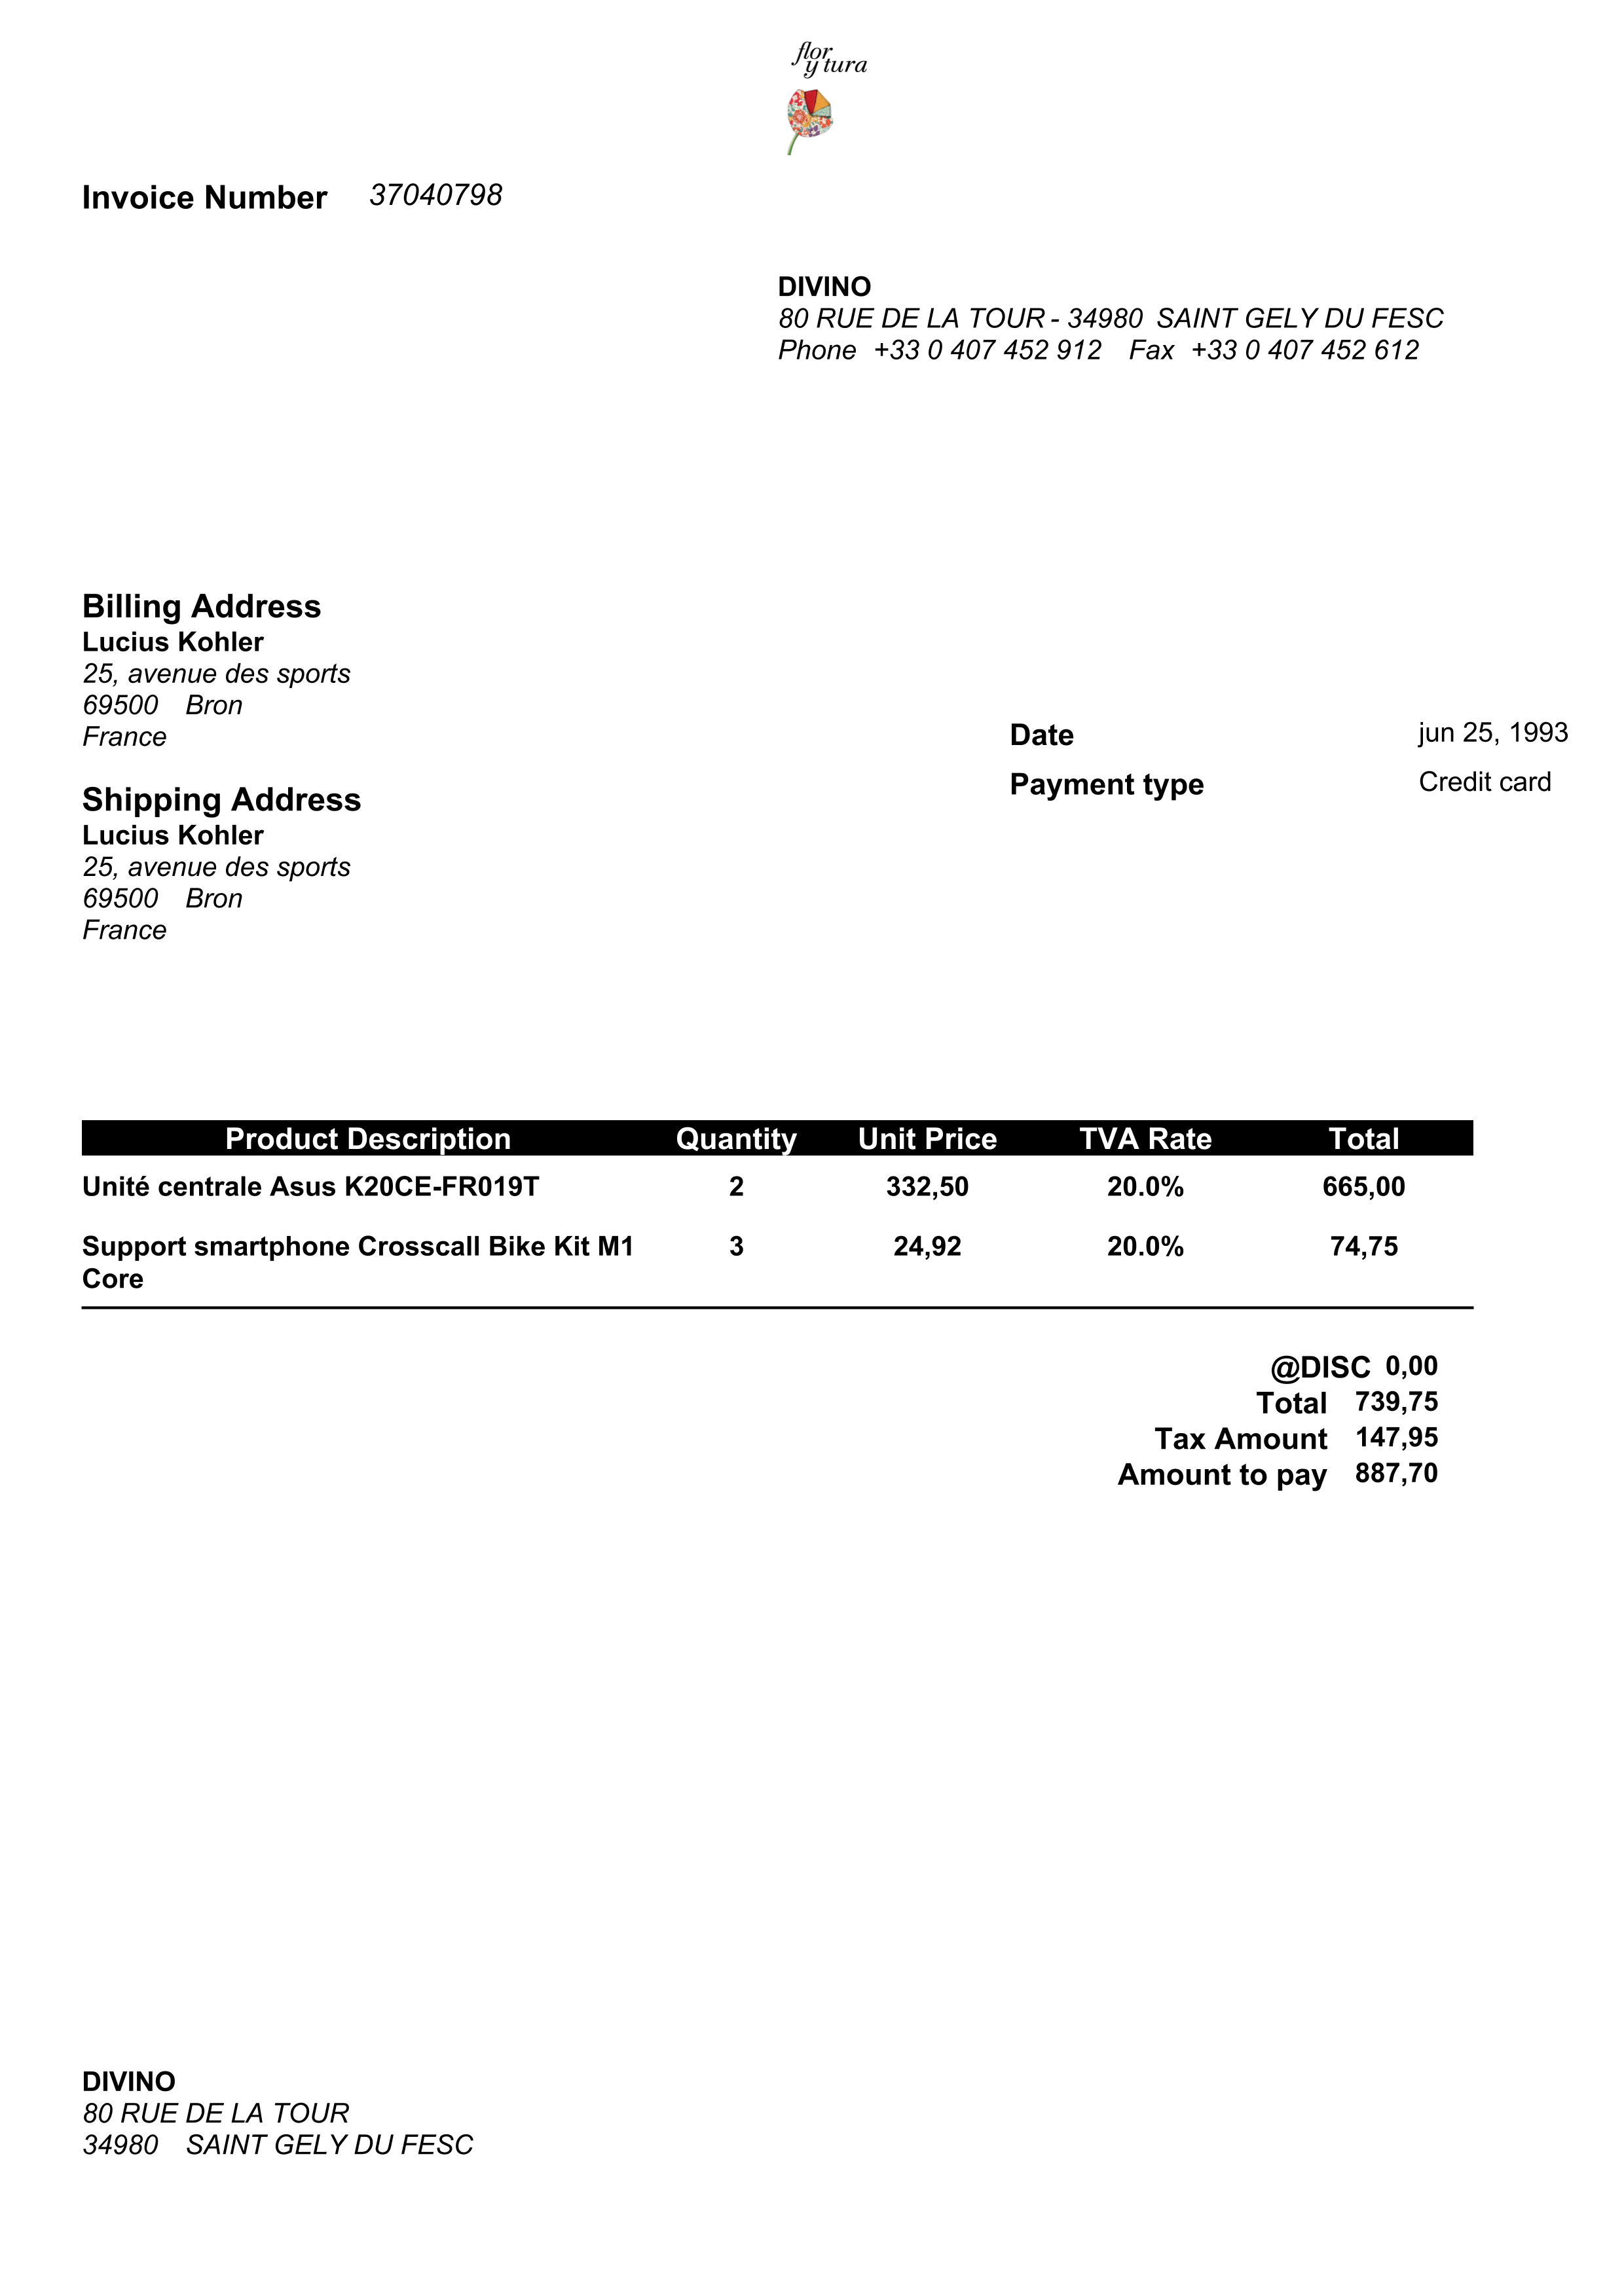 flor
y tura
Invoice Number 37040798
DIVINO
80 RUE DE LA TOUR - 34980 SAINT GELY DU FESC
Phone +33 0 407 452 912 Fax +33 0 407 452 612
Billing Address
Lucius Kohler
25, avenue des sports
69500 Bron
France
Date jun 25, 1993
Payment type Credit card
Shipping Address
Lucius Kohler
25, avenue des sports
69500 Bron
France
Product Description Quantity Unit Price TVA Rate Total
Unité centrale Asus K20CE-FR019T 2 332,50 20.0% 665,00
Support smartphone Crosscall Bike Kit M1 3 24,92 20.0% 74,75
Core
@DISC 0,00
Total 739,75
Tax Amount 147,95
Amount to pay 887,70
DIVINO
80 RUE DE LA TOUR
34980 SAINT GELY DU FESC